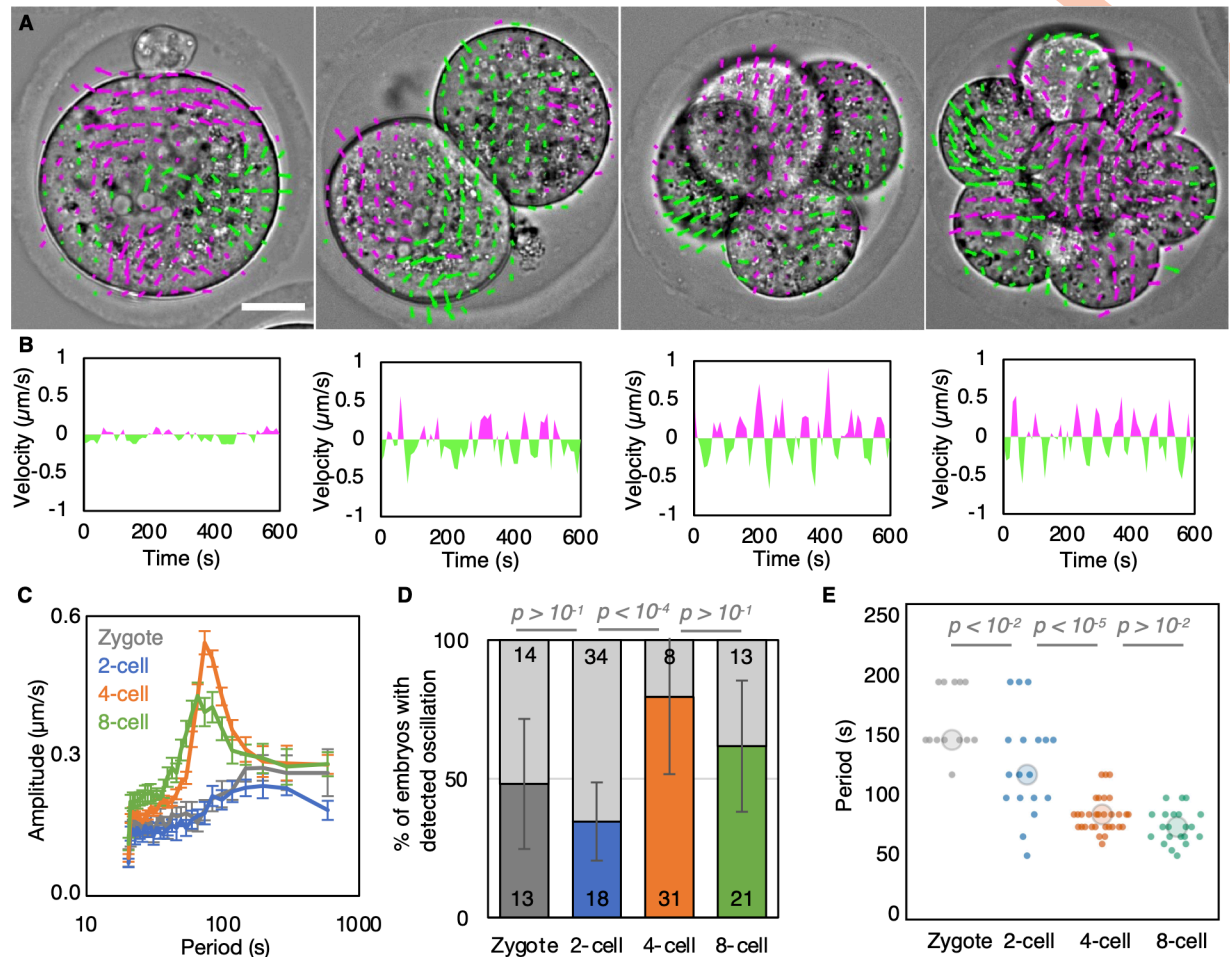 A
B
1
0.5
0
-0.5
-1
Velocity (µm/s)
0 200 400 600
Time (s)
1
0.5
0
-0.5
-1
Velocity (µm/s)
0 200 400 600
Time (s)
1
0.5
0
-0.5
-1
Velocity (µm/s)
0 200 400 600
Time (s)
1
0.5
0
-0.5
-1
Velocity (µm/s)
0 200 400 600
Time (s)
C
0.6
0.3
0.0
Amplitude (µm/s)
Zygote
2-cell
4-cell
8-cell
10 100 1000
Period (s)
D
p > 10⁻¹ p < 10⁻⁴ p > 10⁻¹
100
50
0
% of embryos with
detected oscillation
14 34 8 13
13 18 31 21
Zygote 2-cell 4-cell 8-cell
E
250
200
150
100
50
0
Period (s)
p < 10⁻² p < 10⁻⁵ p > 10⁻²
Zygote 2-cell 4-cell 8-cell